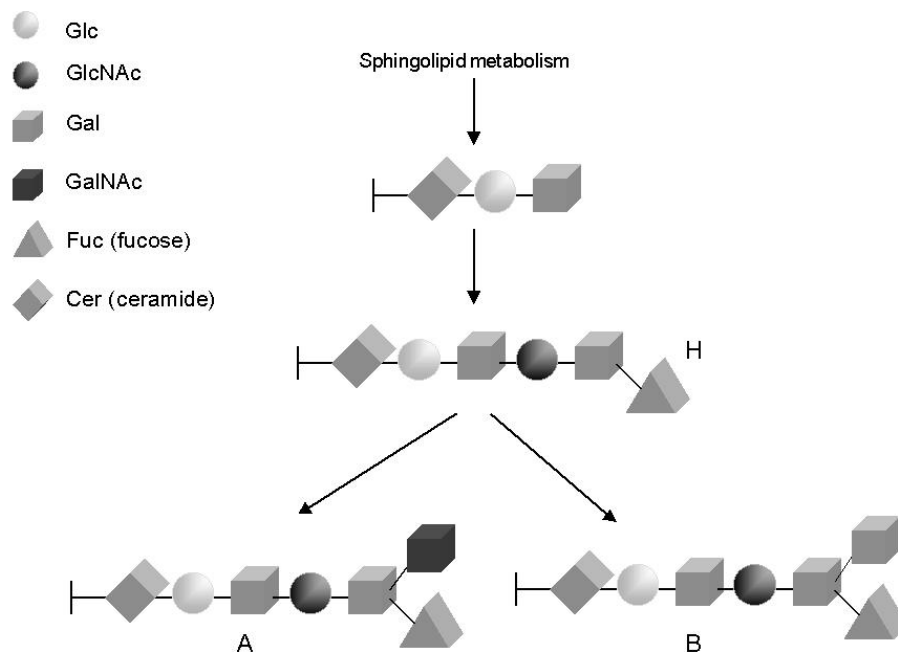 Glc
GlcNAc
Gal
GalNAc
Fuc (fucose)
Cer (ceramide)
Sphingolipid metabolism
H
A
B